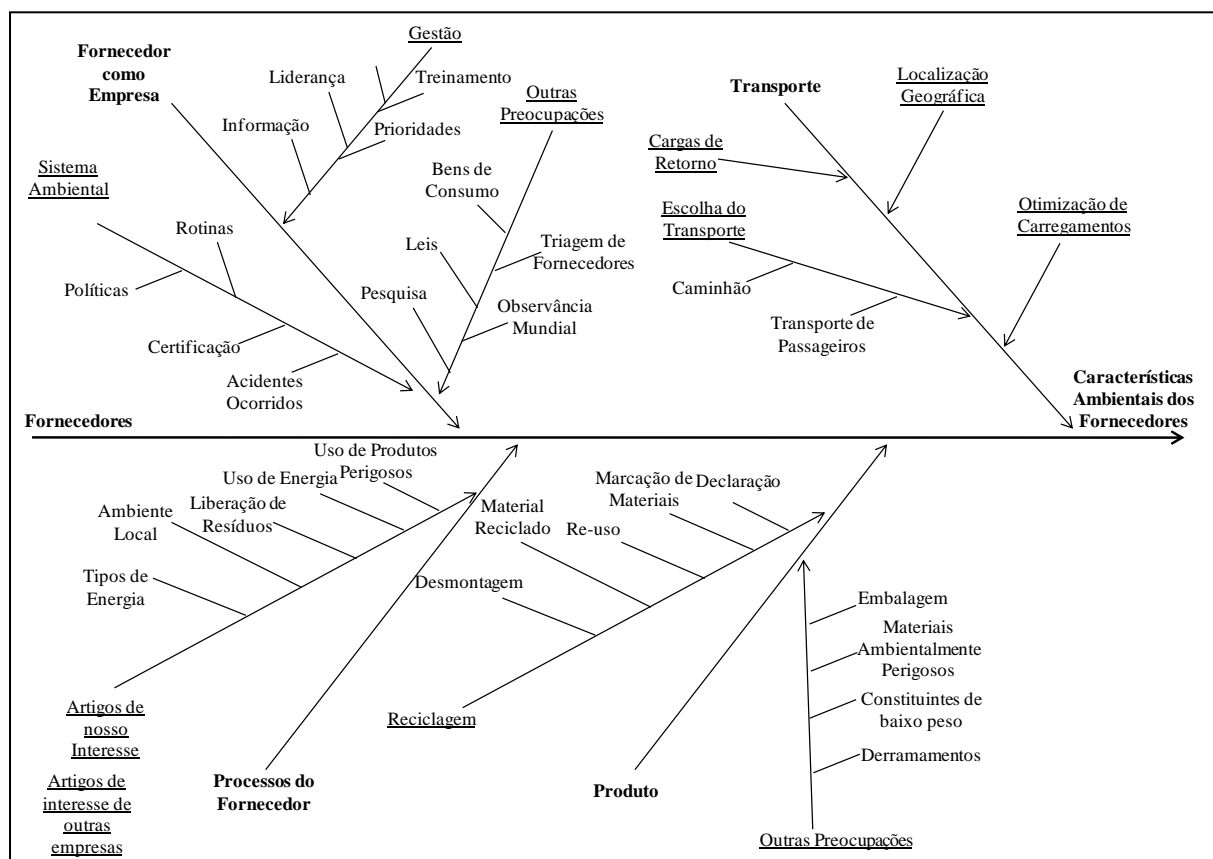 Fornecedor
como
Empresa
Gestão
Liderança
Treinamento
Informação
Prioridades
Outras
Preocupações
Sistema
Ambiental
Rotinas
Políticas
Certificação
Acidentes
Ocorridos
Bens de
Consumo
Leis
Triagem de
Fornecedores
Pesquisa
Observância
Mundial
Transporte
Localização
Geográfica
Cargas de
Retorno
Escolha do
Transporte
Caminhão
Transporte de
Passageiros
Otimização de
Carregamentos
Fornecedores
Características
Ambientais dos
Fornecedores
Uso de Produtos
Perigosos
Uso de Energia
Liberação de
Resíduos
Ambiente
Local
Tipos de
Energia
Artigos de
nosso
Interesse
Artigos de
interesse de
outras
empresas
Processos do
Fornecedor
Marcação de
Materiais
Declaração
Material
Reciclado
Re-uso
Desmontagem
Reciclagem
Produto
Embalagem
Materiais
Ambientalmente
Perigosos
Constituintes de
baixo peso
Derramamentos
Outras Preocupações